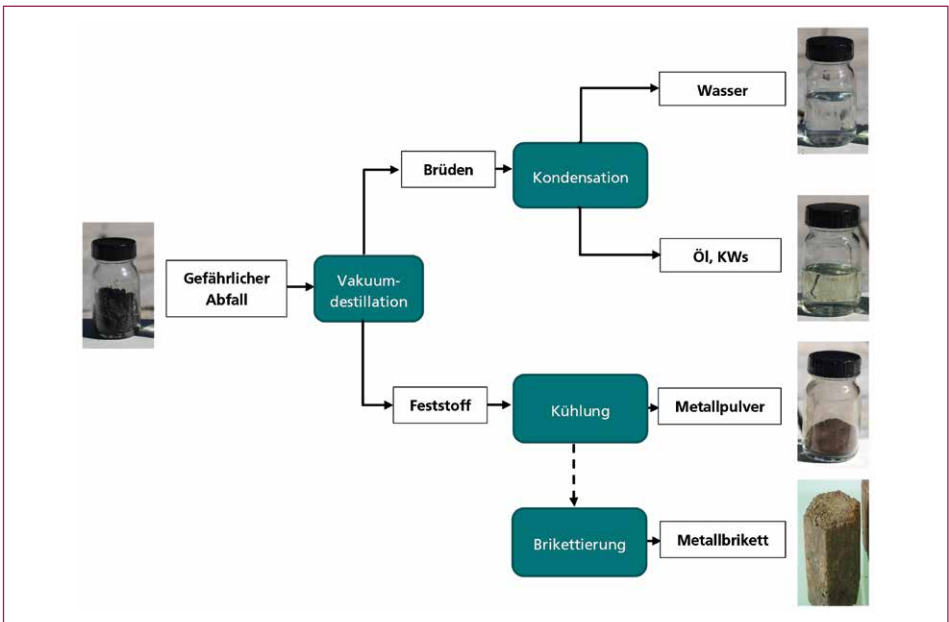 Wasser
Brüden
Kondensation
Öl, KWs
Gefährlicher
Abfall
Vakuum-
destillation
Feststoff
Kühlung
Metallpulver
Brikettierung
Metallbrikett